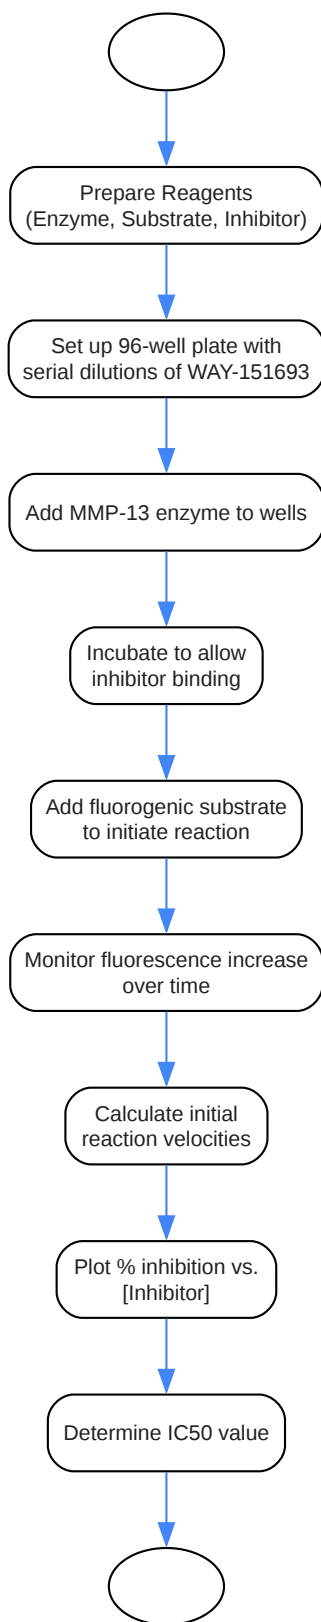 Prepare Reagents
(Enzyme, Substrate, Inhibitor)
Set up 96-well plate with
serial dilutions of WAY-151693
Add MMP-13 enzyme to wells
Incubate to allow
inhibitor binding
Add fluorogenic substrate
to initiate reaction
Monitor fluorescence increase
over time
Calculate initial
reaction velocities
Plot % inhibition vs.
[Inhibitor]
Determine IC50 value